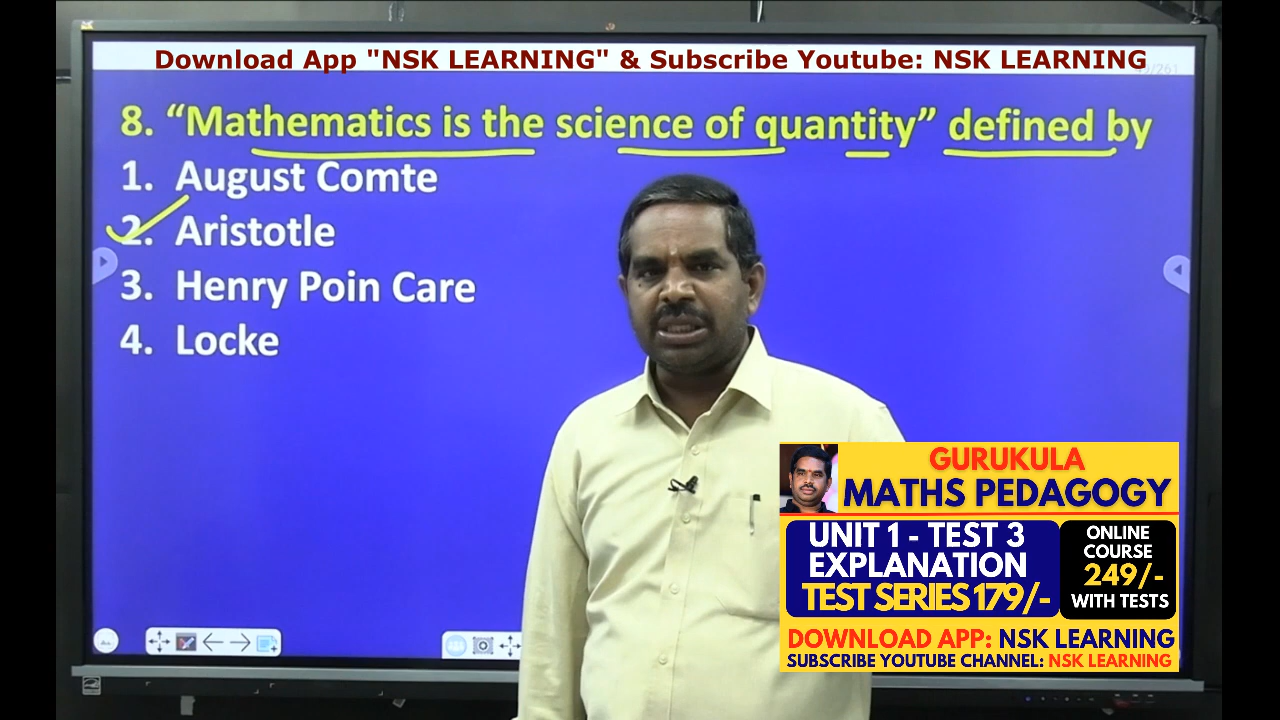 Download App "NSK LEARNING" & Subscribe Youtube: NSK LEARNING
8. “Mathematics is the science of quantity” defined by
1. August Comte
2. Aristotle
3. Henry Poin Care
4. Locke
GURUKULA
MATHS PEDAGOGY
UNIT 1 - TEST 3
EXPLANATION
TEST SERIES 179/-
ONLINE
COURSE
249/-
WITH TESTS
DOWNLOAD APP: NSK LEARNING
SUBSCRIBE YOUTUBE CHANNEL: NSK LEARNING